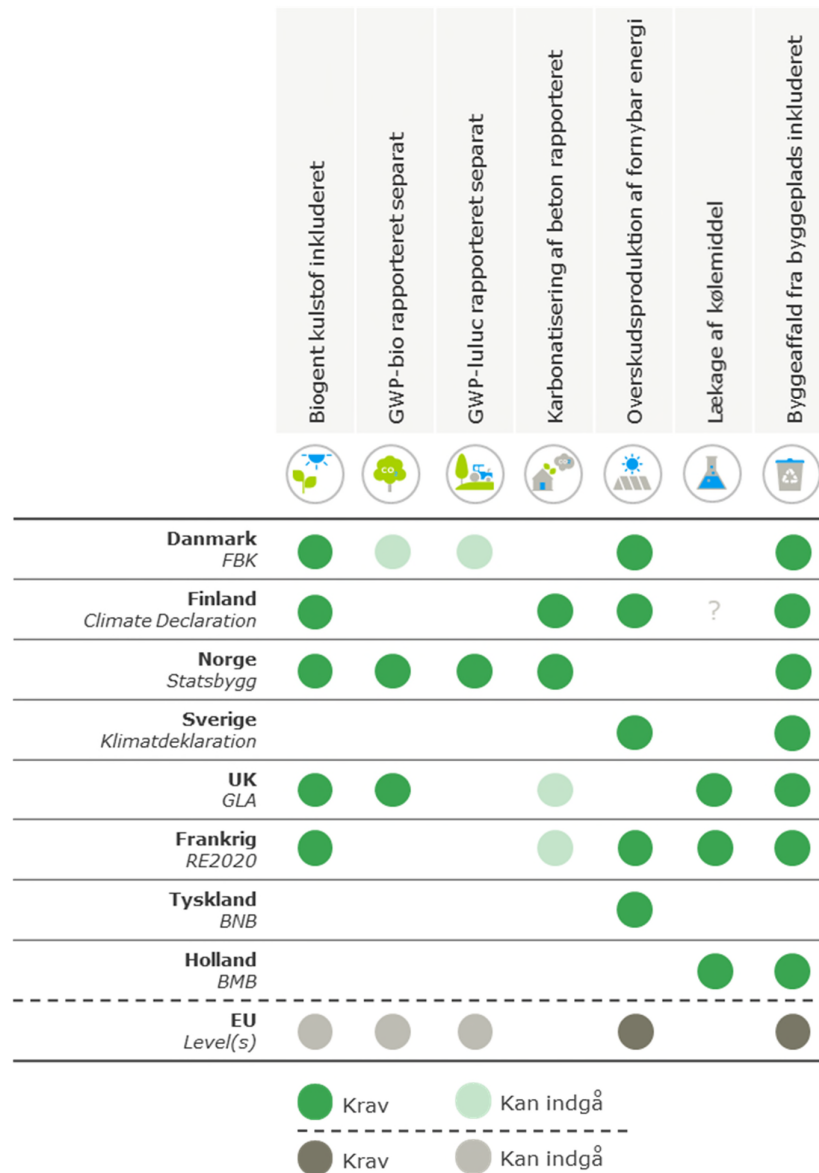 Biogent kulstof inkluderet
GWP-bio rapporteret separat
GWP-luluc rapporteret separat
Karbonatisering af beton rapporteret
Overskudsproduktion af fornybar energi
Lækage af kølemiddel
Byggeaffald fra byggeplads inkluderet
CO
CO
Danmark
FBK
Finland
Climate Declaration
?
Norge
Statsbygg
Sverige
Klimatdeklaration
UK
GLA
Frankrig
RE2020
Tyskland
BNB
Holland
BMB
EU
Level(s)
Krav
Kan indgå
Krav
Kan indgå